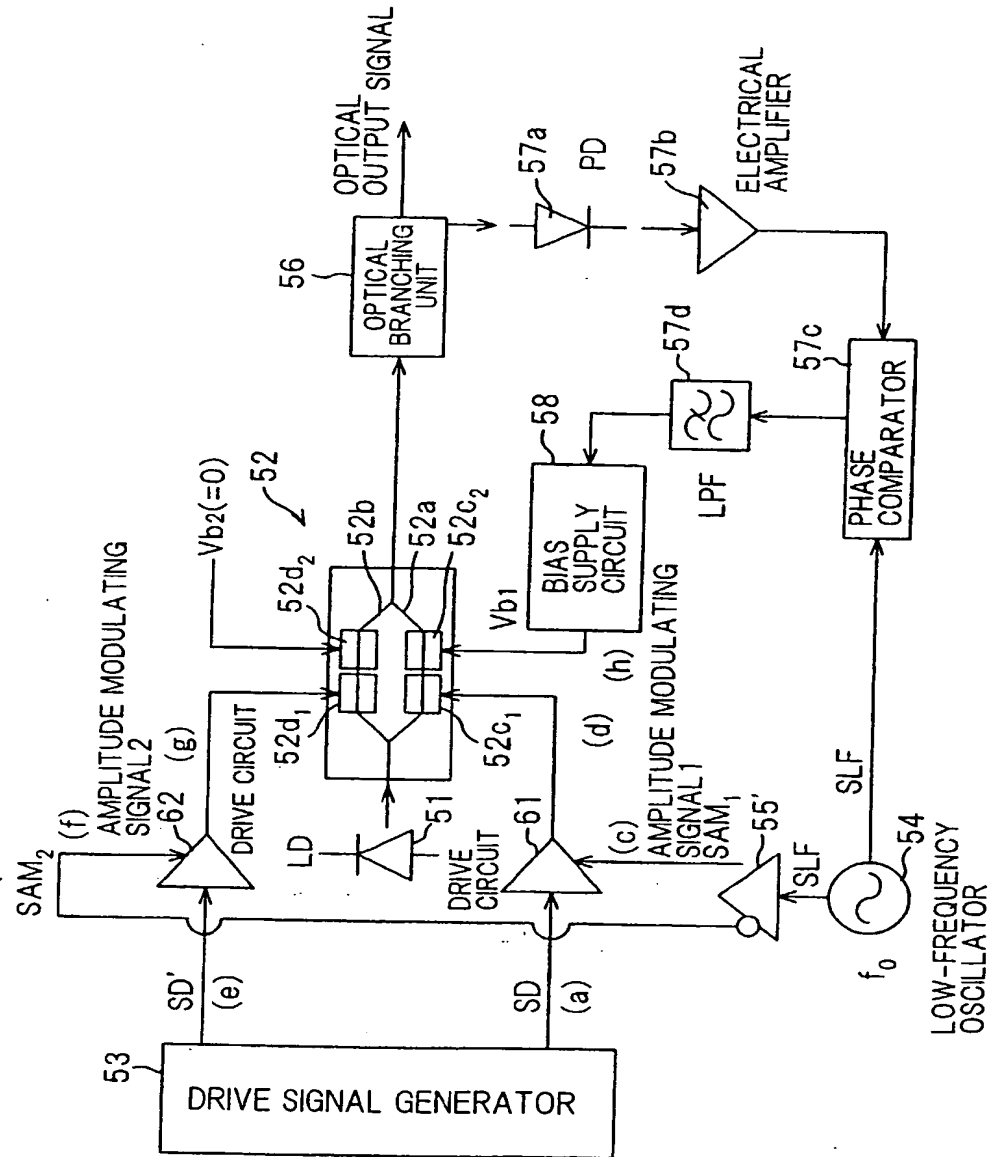 OPTICAL
OUTPUT SIGNAL
56
OPTICAL
BRANCHING
UNIT
57a
PD
57b
ELECTRICAL
AMPLIFIER
57c
PHASE
COMPARATOR
57d
LPF
58
BIAS
SUPPLY
CIRCUIT
Vb1
(h)
Vb2(=0)
52
52b
52a
52d2
52c2
52d1
52c1
(d)
SAM2
(f)
AMPLITUDE MODULATING
SIGNAL2
(g)
62
DRIVE CIRCUIT
LD
51
DRIVE
CIRCUIT
61
(c)
AMPLITUDE MODULATING
SIGNAL1
SAM1
55'
SLF
SLF
54
f0
LOW-FREQUENCY
OSCILLATOR
SD'
(e)
SD
(a)
53
DRIVE SIGNAL GENERATOR